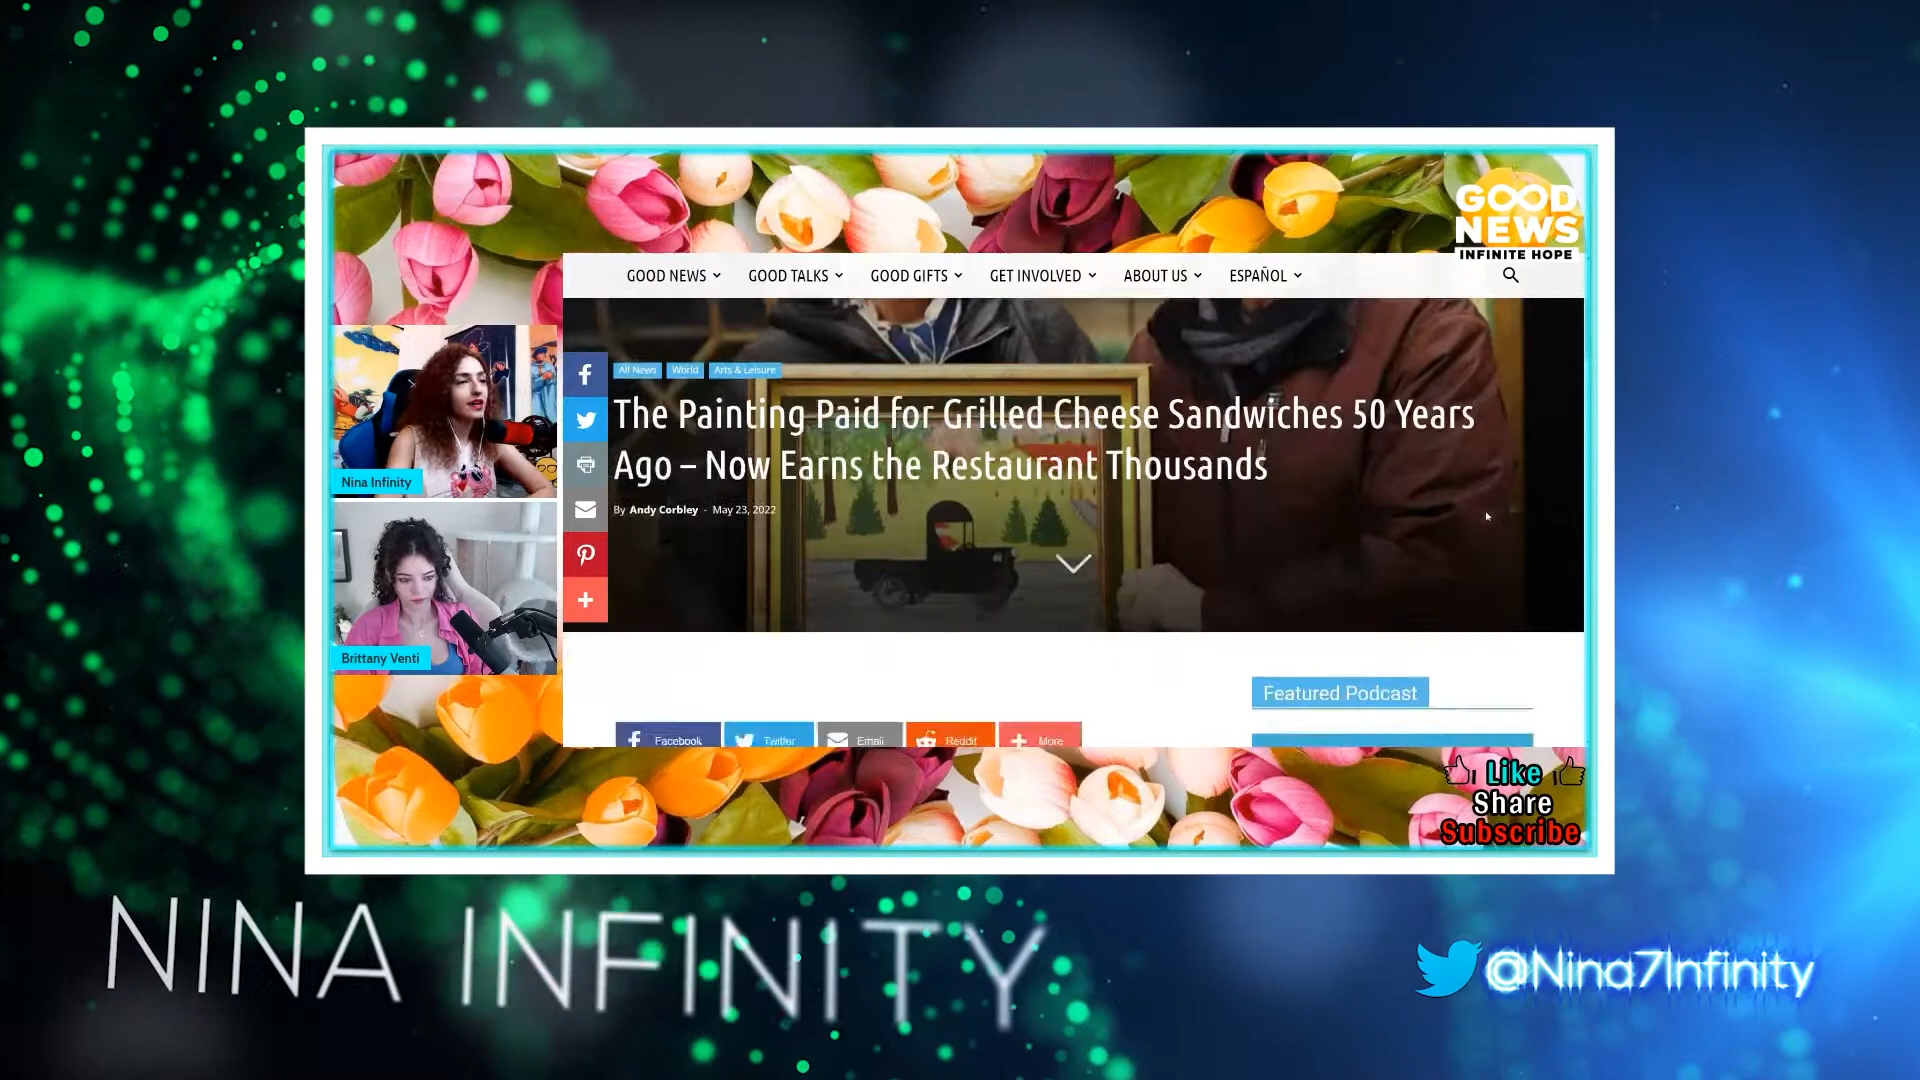 GOOD
NEWS
INFINITE HOPE
GOOD NEWS GOOD TALKS GOOD GIFTS GET INVOLVED ABOUT US ESPAÑOL
All News World Arts & Leisure
The Painting Paid for Grilled Cheese Sandwiches 50 Years
Ago – Now Earns the Restaurant Thousands
By Andy Corbley - May 23, 2022
Nina Infinity
Brittany Venti
Featured Podcast
Facebook Twitter Email Reddit More
Like
Share
Subscribe
NINA INFINITY
@Nina7Infinity